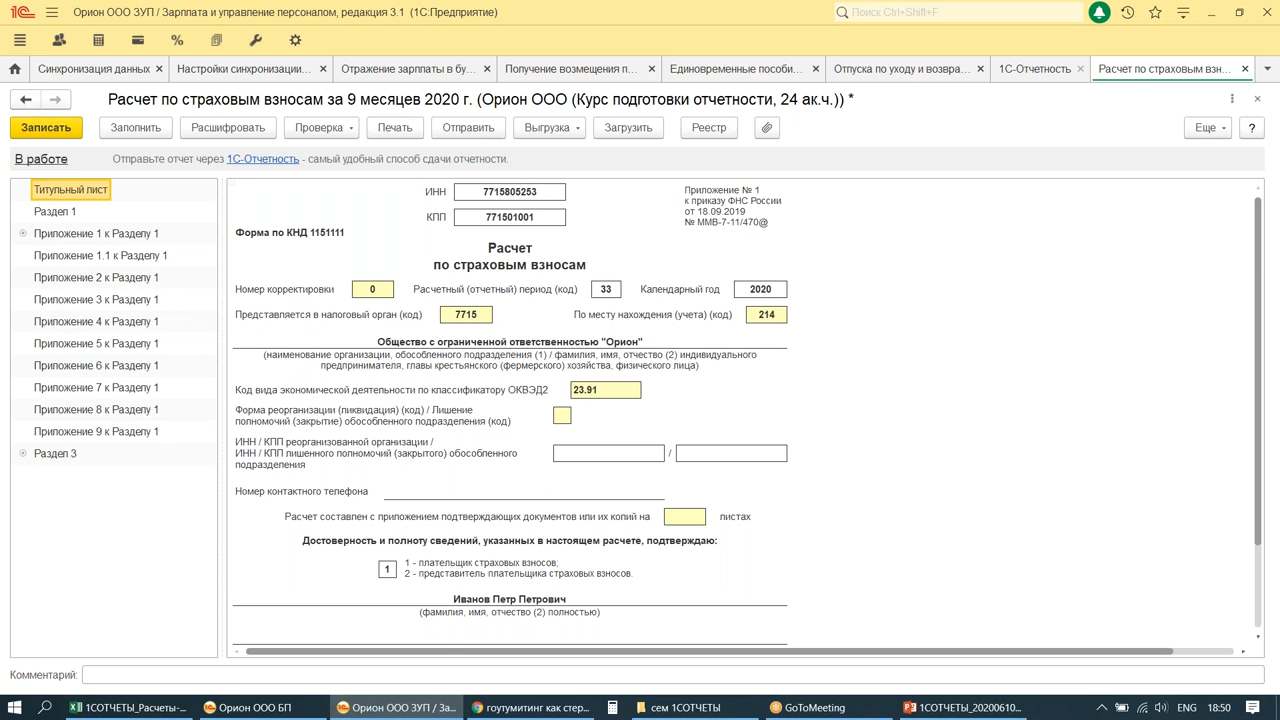 Орион ООО ЗУП / Зарплата и управление персоналом, редакция 3.1 (1С:Предприятие)
Поиск Ctrl+Shift+F
Синхронизация данных
Настройки синхронизации...
Отражение зарплаты в бу...
Получение возмещения п...
Единовременные пособи...
Отпуска по уходу и возвра...
1С-Отчетность
Расчет по страховым взн...
Расчет по страховым взносам за 9 месяцев 2020 г. (Орион ООО (Курс подготовки отчетности, 24 ак.ч.)) *
Записать
Заполнить
Расшифровать
Проверка
Печать
Отправить
Выгрузка
Загрузить
Реестр
Еще
?
В работе
Отправьте отчет через 1С-Отчетность - самый удобный способ сдачи отчетности.
Титульный лист
Раздел 1
Приложение 1 к Разделу 1
Приложение 1.1 к Разделу 1
Приложение 2 к Разделу 1
Приложение 3 к Разделу 1
Приложение 4 к Разделу 1
Приложение 5 к Разделу 1
Приложение 6 к Разделу 1
Приложение 7 к Разделу 1
Приложение 8 к Разделу 1
Приложение 9 к Разделу 1
Раздел 3
ИНН 7715805253
КПП 771501001
Приложение № 1
к приказу ФНС России
от 18.09.2019
№ ММВ-7-11/470@
Форма по КНД 1151111
Расчет
по страховым взносам
Номер корректировки 0 Расчетный (отчетный) период (код) 33 Календарный год 2020
Представляется в налоговый орган (код) 7715 По месту нахождения (учета) (код) 214
Общество с ограниченной ответственностью "Орион"
(наименование организации, обособленного подразделения (1) / фамилия, имя, отчество (2) индивидуального
предпринимателя, главы крестьянского (фермерского) хозяйства, физического лица)
Код вида экономической деятельности по классификатору ОКВЭД2 23.91
Форма реорганизации (ликвидация) (код) / Лишение
полномочий (закрытие) обособленного подразделения (код)
ИНН / КПП реорганизованной организации /
ИНН / КПП лишенного полномочий (закрытого) обособленного /
подразделения
Номер контактного телефона
Расчет составлен с приложением подтверждающих документов или их копий на листах
Достоверность и полноту сведений, указанных в настоящем расчете, подтверждаю:
1
1 - плательщик страховых взносов;
2 - представитель плательщика страховых взносов.
Иванов Петр Петрович
(фамилия, имя, отчество (2) полностью)
Комментарий:
1СОТЧЕТЫ_Расчеты-...
Орион ООО БП
Орион ООО ЗУП / За...
гоутумитинг как стер...
сем 1СОТЧЕТЫ
GoToMeeting
1СОТЧЕТЫ_20200610...
ENG
18:50